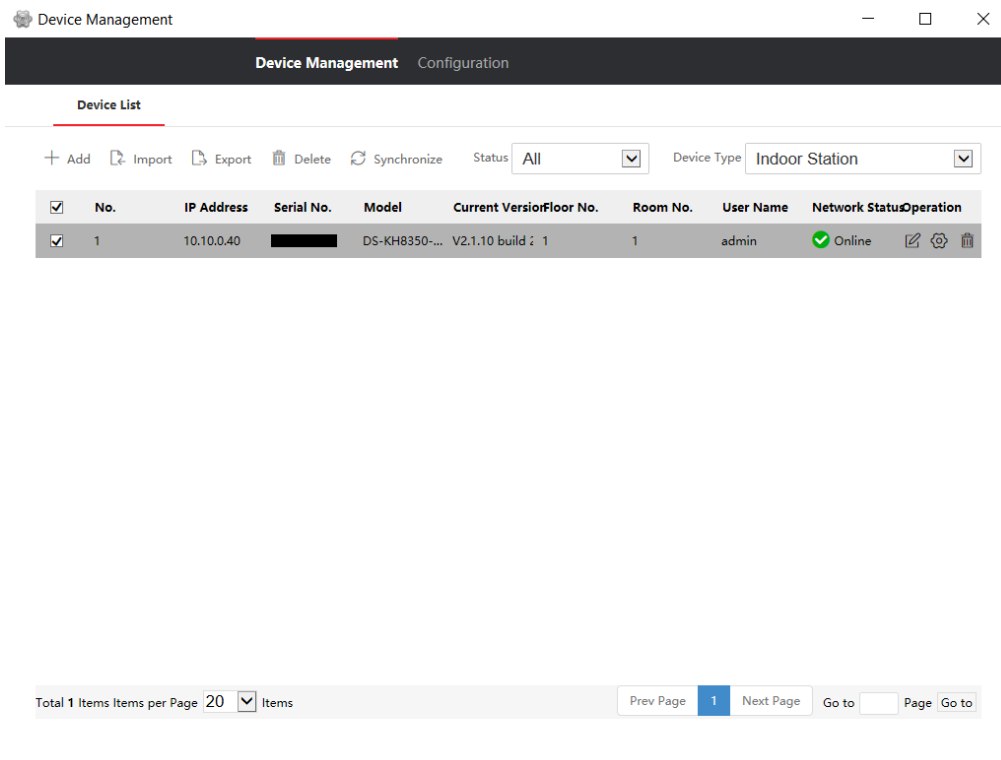 Device Management
Device Management Configuration
Device List
Add Import Export Delete Synchronize Status All Device Type Indoor Station
No. IP Address Serial No. Model Current Version Floor No. Room No. User Name Network Status Operation
1 10.10.0.40 DS-KH8350-... V2.1.10 build 1 1 admin Online
Total 1 Items Items per Page 20 Items Prev Page 1 Next Page Go to Page Go to